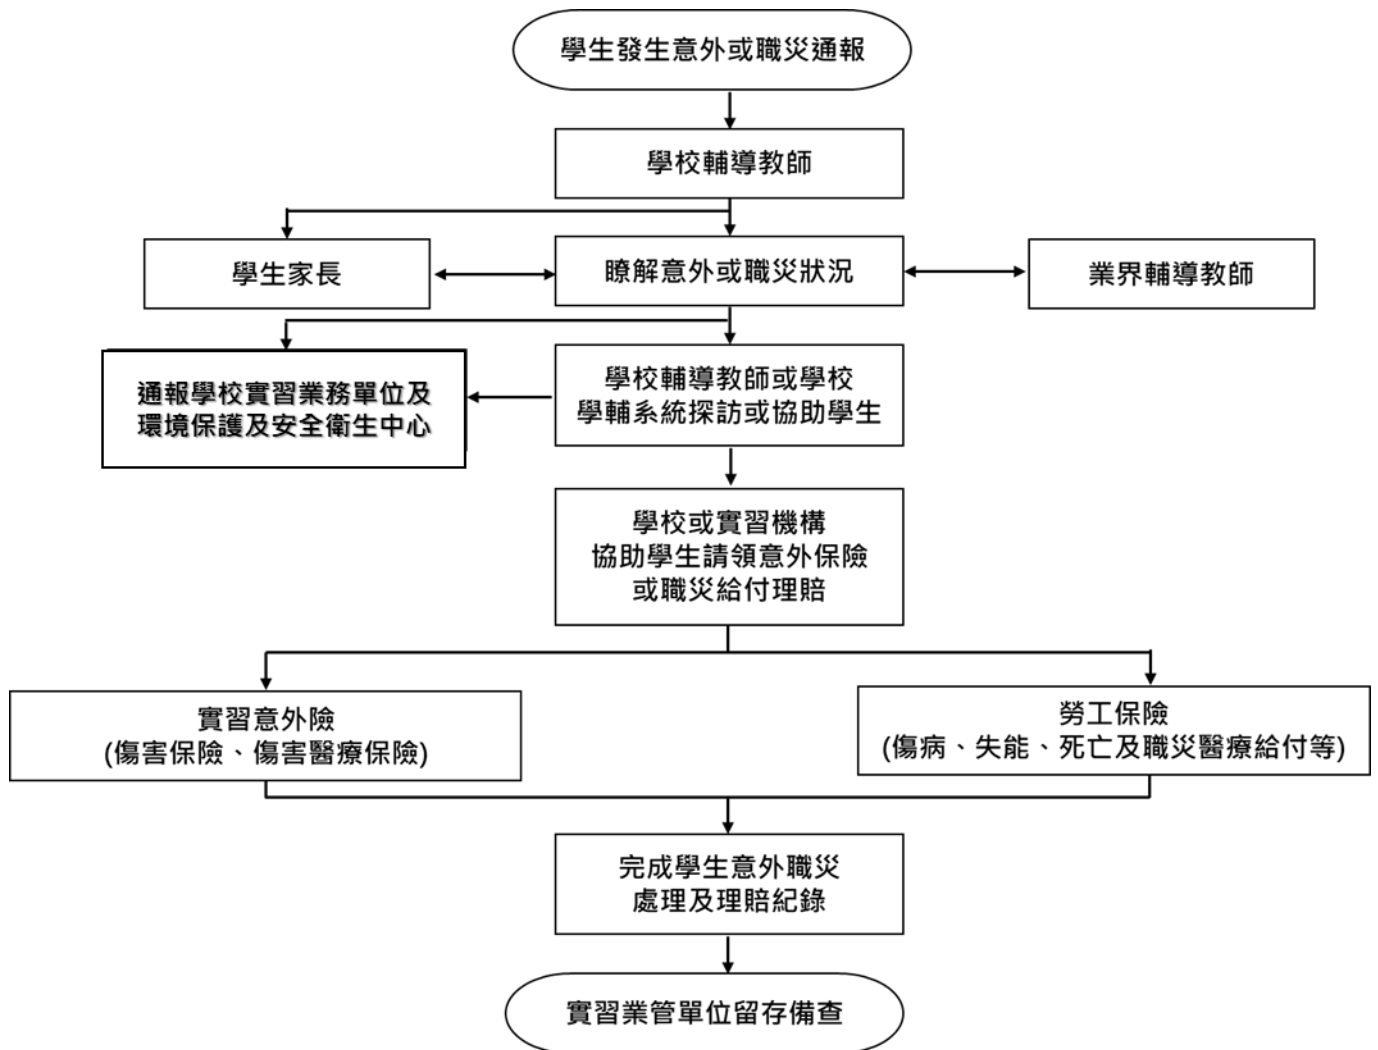 學生發生意外或職災通報
學校輔導教師
學生家長
瞭解意外或職災狀況
業界輔導教師
通報學校實習業務單位及
環境保護及安全衛生中心
學校輔導教師或學校
學輔系統探訪或協助學生
學校或實習機構
協助學生請領意外保險
或職災給付理賠
實習意外險
(傷害保險、傷害醫療保險)
勞工保險
(傷病、失能、死亡及職災醫療給付等)
完成學生意外職災
處理及理賠紀錄
實習業管單位留存備查